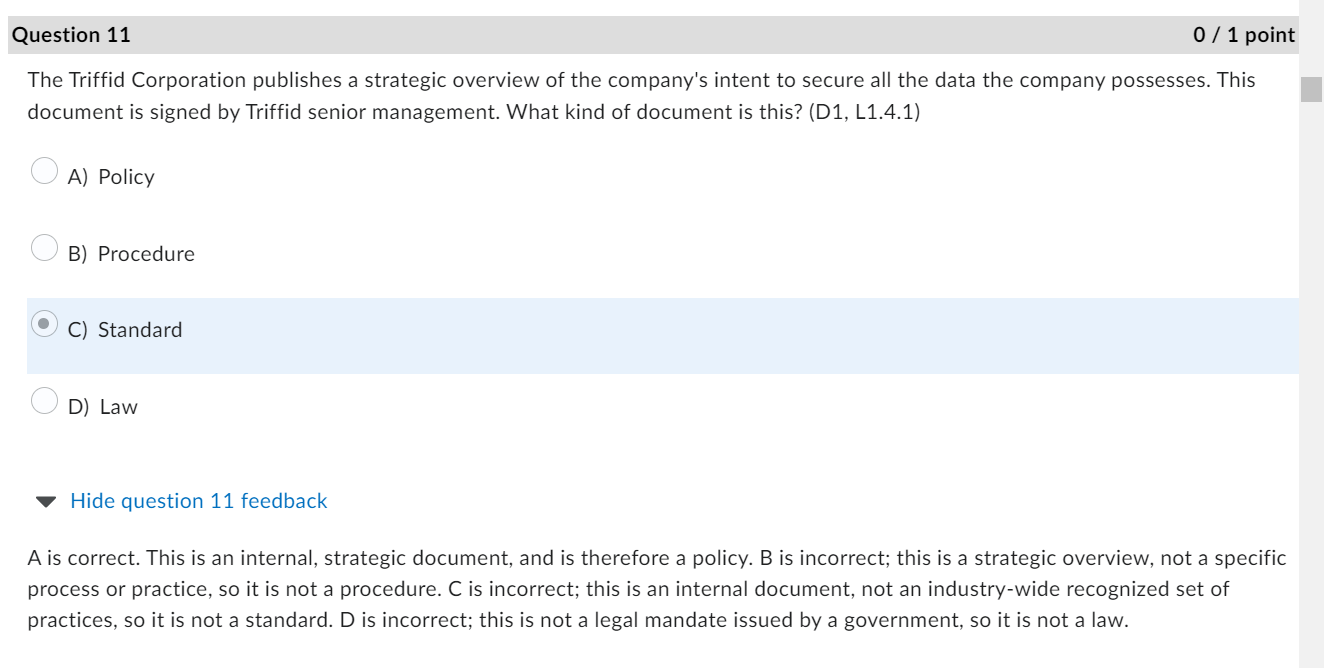 Question 11
0 / 1 point
The Triffid Corporation publishes a strategic overview of the company's intent to secure all the data the company possesses. This
document is signed by Triffid senior management. What kind of document is this? (D1, L1.4.1)
A) Policy
B) Procedure
C) Standard
D) Law
Hide question 11 feedback
A is correct. This is an internal, strategic document, and is therefore a policy. B is incorrect; this is a strategic overview, not a specific
process or practice, so it is not a procedure. C is incorrect; this is an internal document, not an industry-wide recognized set of
practices, so it is not a standard. D is incorrect; this is not a legal mandate issued by a government, so it is not a law.